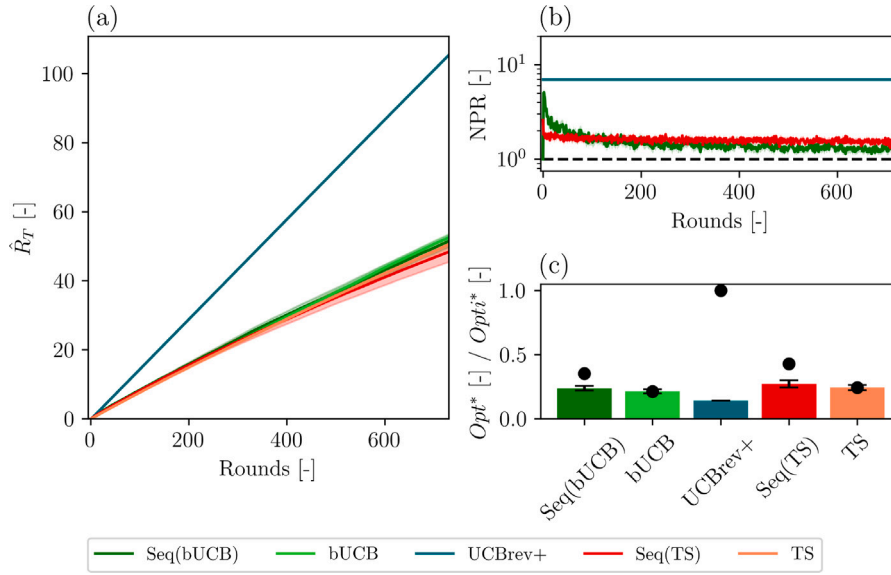 (a)
100
80
60
40
20
0
R̂_T [-]
0 200 400 600
Rounds [-]
(b)
10^1
10^0
NPR [-]
0 200 400 600
Rounds [-]
(c)
1.0
0.5
0.0
Opt* [-] / Opti* [-]
Seq(bUCB)
bUCB
UCBrev+
Seq(TS)
TS
Seq(bUCB) bUCB UCBrev+ Seq(TS) TS